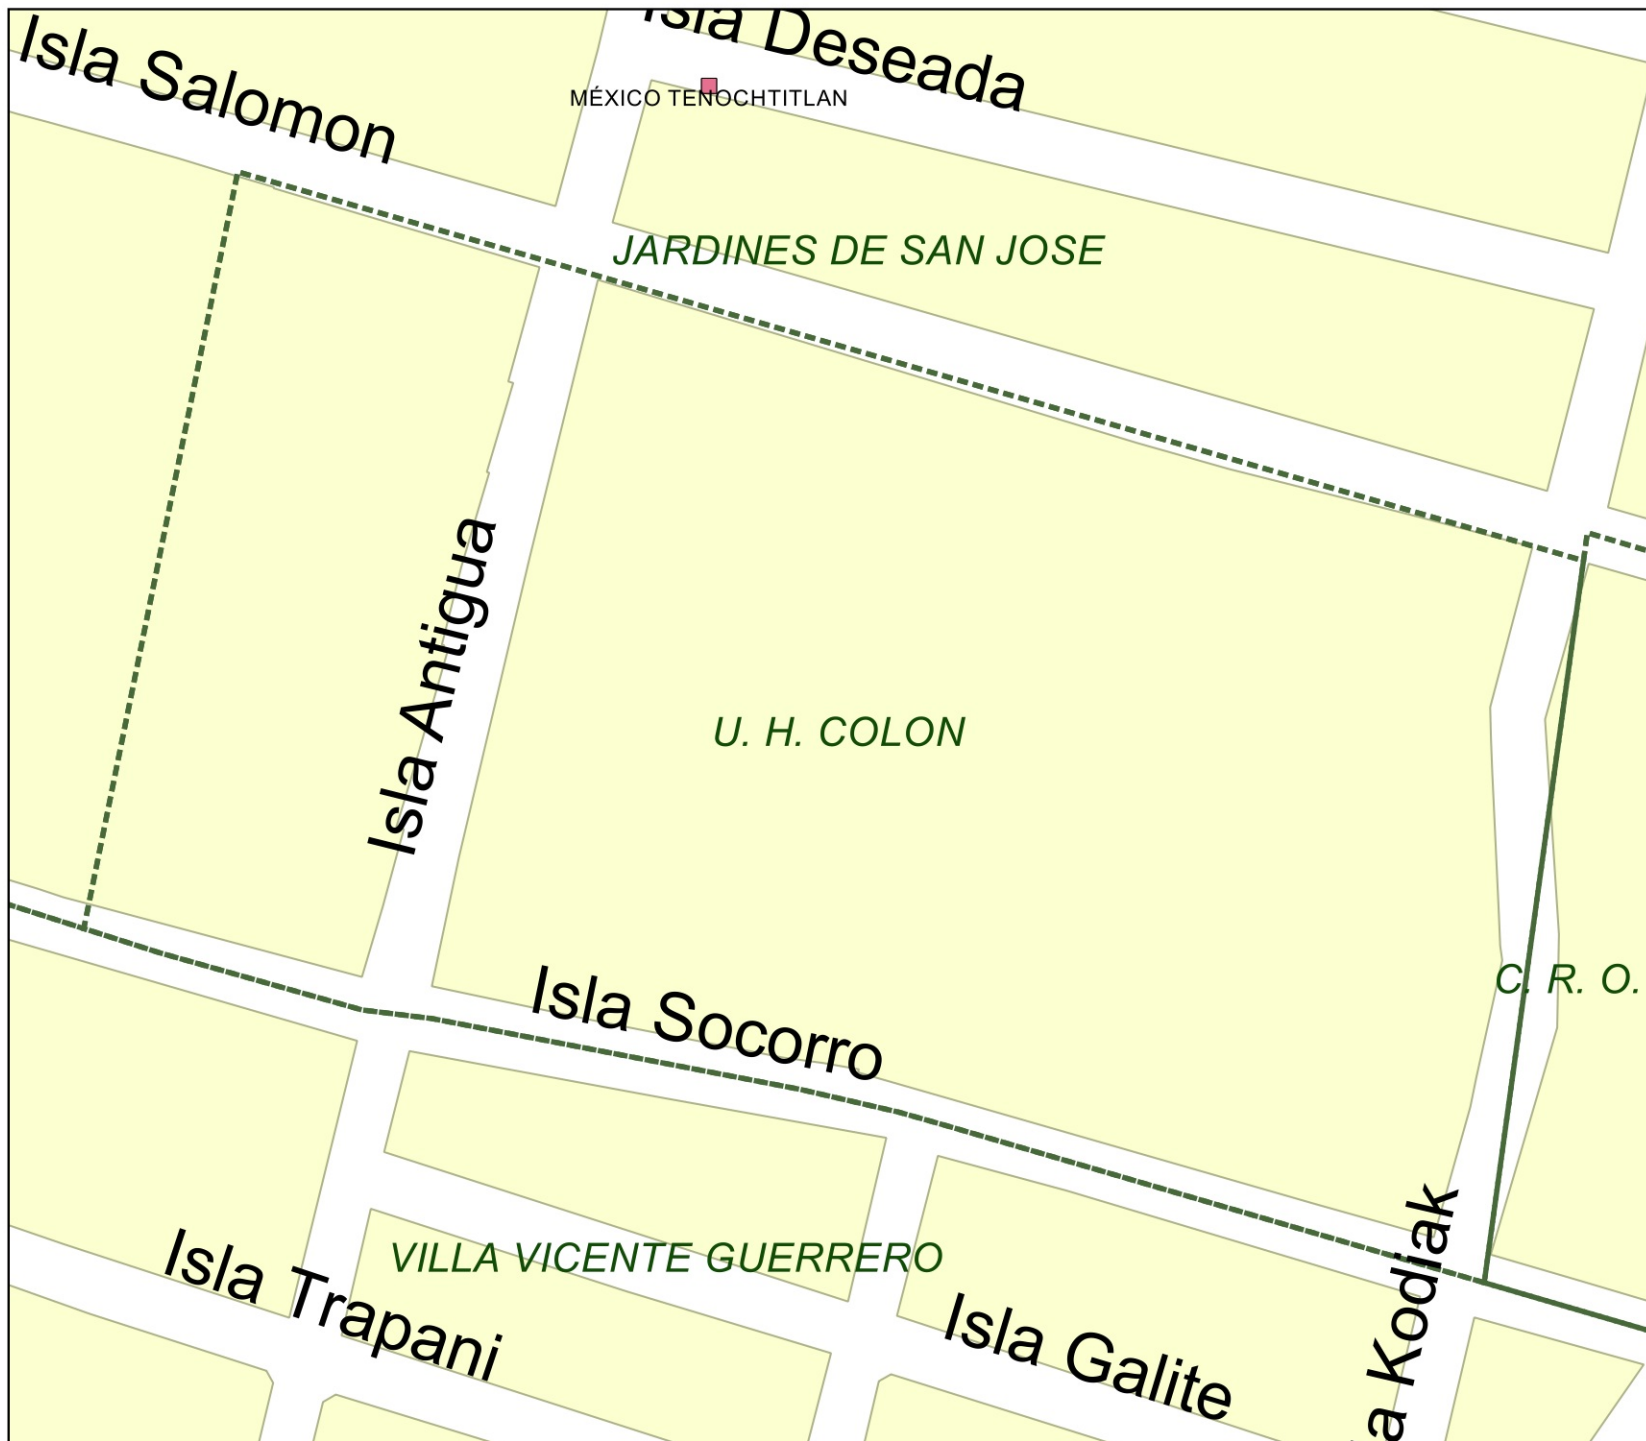 Isla Deseada
Isla Salomon
MÉXICO TENOCHTITLAN
JARDINES DE SAN JOSE
Isla Antigua
U. H. COLON
C. R. O.
Isla Socorro
VILLA VICENTE GUERRERO
Isla Trapani
Isla Galite
a Kodiak